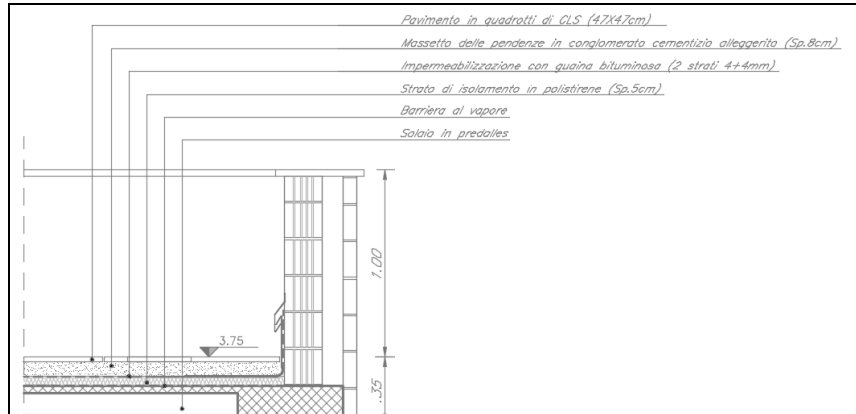 Pavimento in quadrotti di CLS (47X47cm)
Massetto delle pendenze in conglomerato cementizio alleggerito (Sp.8cm)
Impermeabilizzazione con guaina bituminosa (2 strati 4+4mm)
Strato di isolamento in polistirene (Sp.5cm)
Barriera al vapore
Solaio in predalles
1.00
3.75
.35